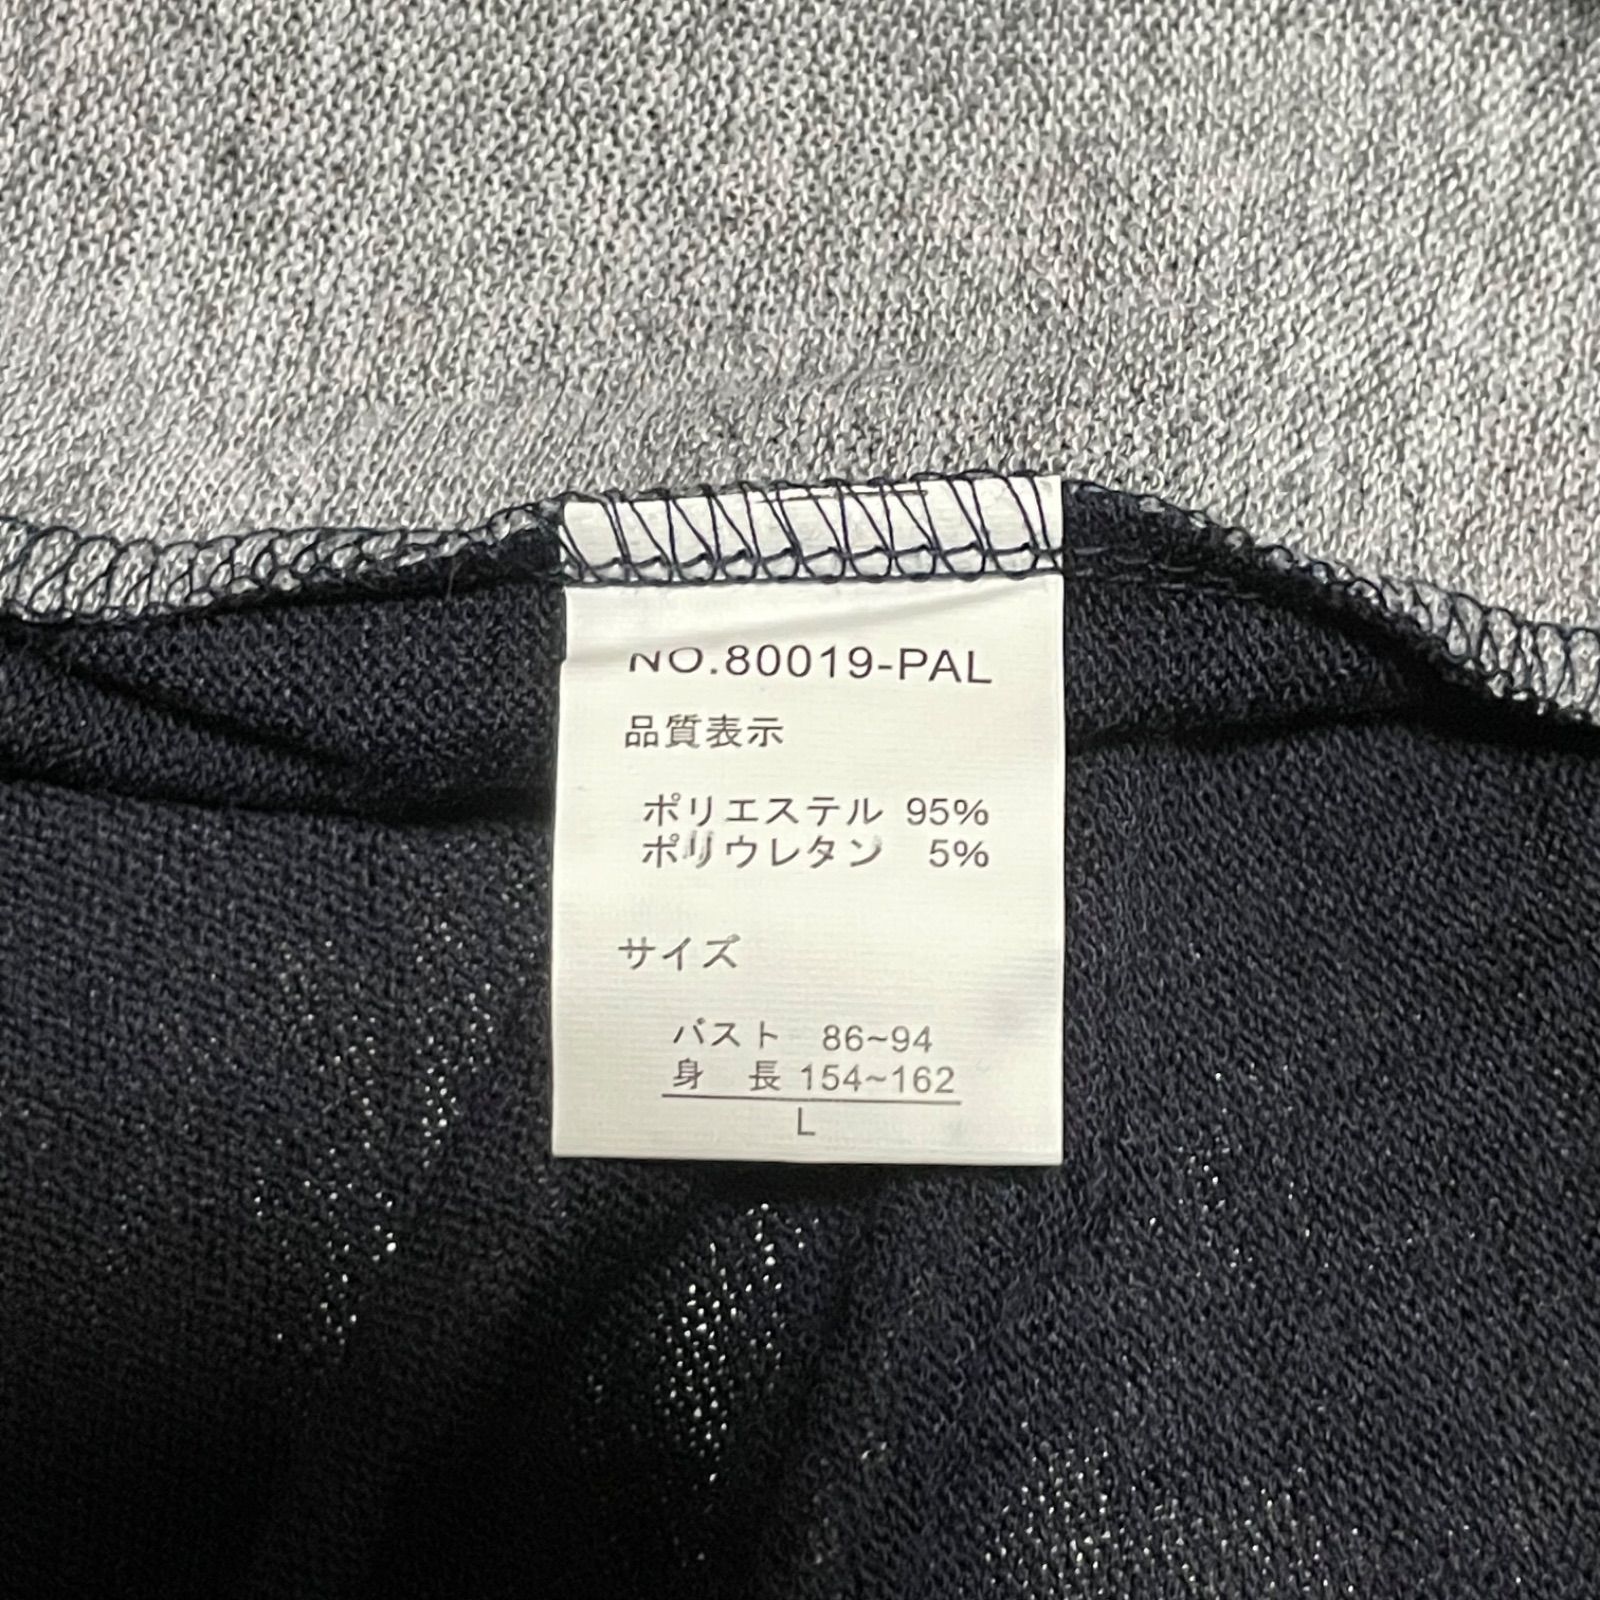 NO.80019-PAL
品質表示
ポリエステル 95%
ポリウレタン 5%
サイズ
バスト 86~94
身 長 154~162
L